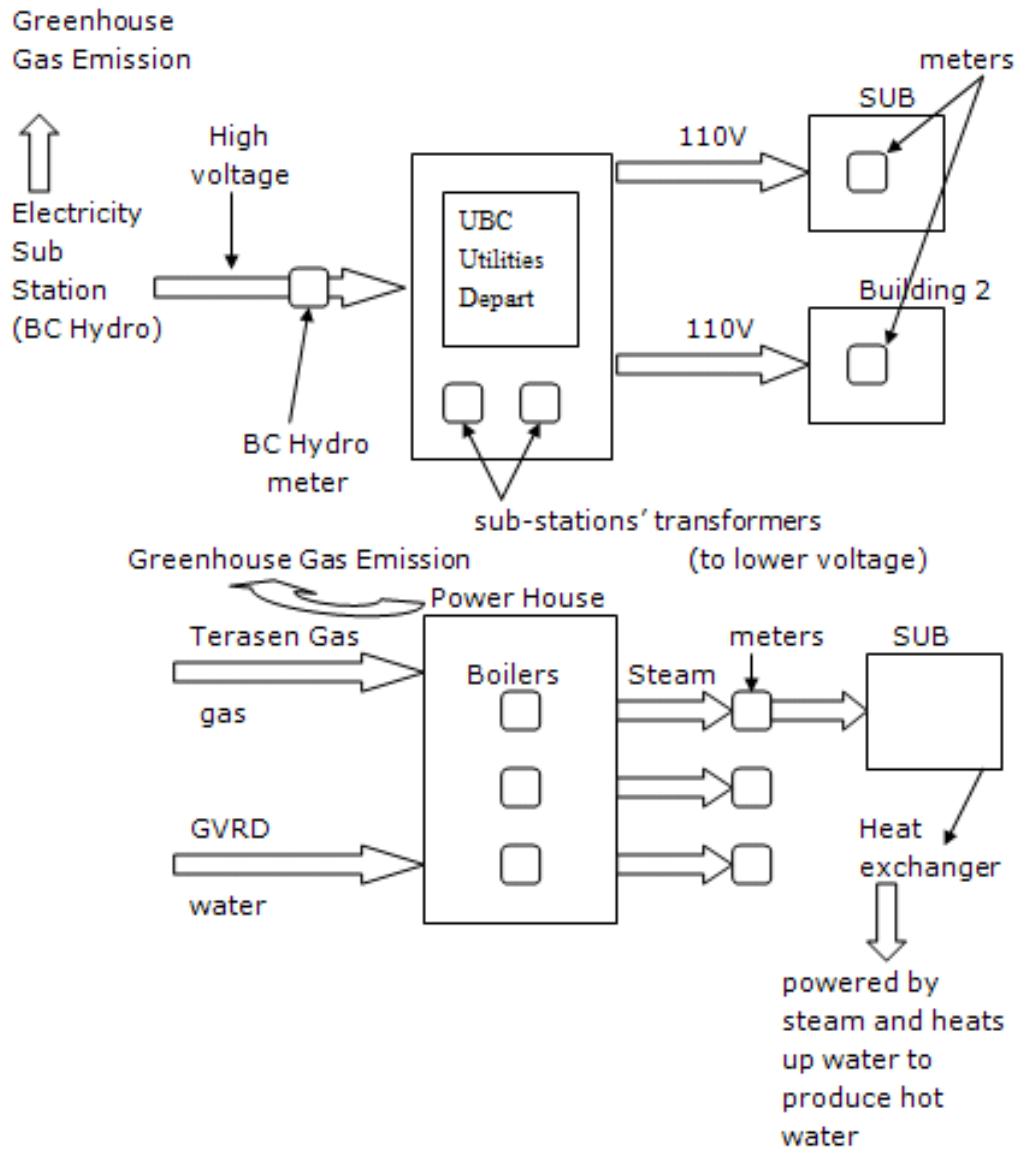 Greenhouse
Gas Emission
meters
SUB
High
voltage
110V
Electricity
Sub
Station
(BC Hydro)
UBC
Utilities
Depart
Building 2
110V
BC Hydro
meter
sub-stations’ transformers
(to lower voltage)
Greenhouse Gas Emission
Power House
Terasen Gas
meters
SUB
Boilers
Steam
gas
GVRD
Heat
exchanger
water
powered by
steam and heats
up water to
produce hot
water